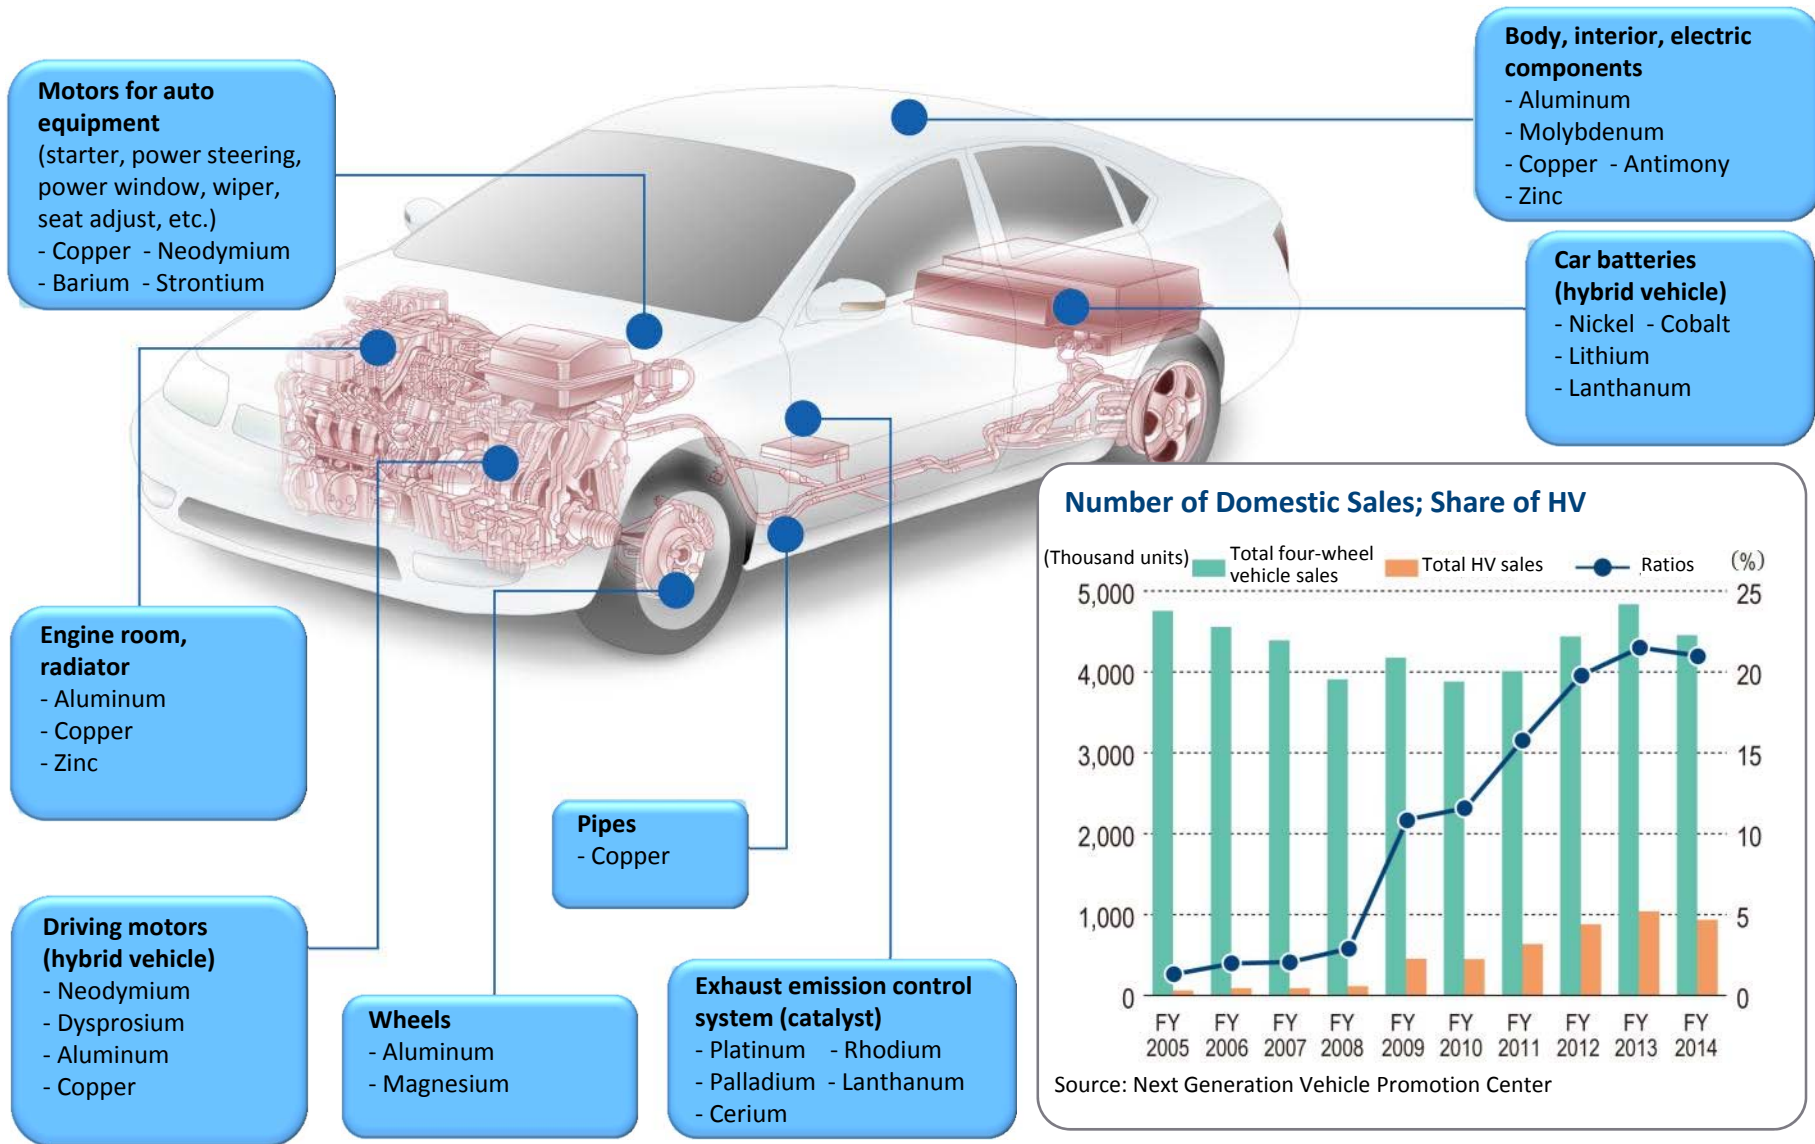 Motors for auto
equipment
(starter, power steering,
power window, wiper,
seat adjust, etc.)
- Copper - Neodymium
- Barium - Strontium
Body, interior, electric
components
- Aluminum
- Molybdenum
- Copper - Antimony
- Zinc
Car batteries
(hybrid vehicle)
- Nickel - Cobalt
- Lithium
- Lanthanum
Engine room,
radiator
- Aluminum
- Copper
- Zinc
Pipes
- Copper
Driving motors
(hybrid vehicle)
- Neodymium
- Dysprosium
- Aluminum
- Copper
Wheels
- Aluminum
- Magnesium
Exhaust emission control
system (catalyst)
- Platinum - Rhodium
- Palladium - Lanthanum
- Cerium
Number of Domestic Sales; Share of HV
(Thousand units)
Total four-wheel
vehicle sales
Total HV sales
Ratios
(%)
5,000 25
4,000 20
3,000 15
2,000 10
1,000 5
0 0
FY FY FY FY FY FY FY FY FY FY
2005 2006 2007 2008 2009 2010 2011 2012 2013 2014
Source: Next Generation Vehicle Promotion Center